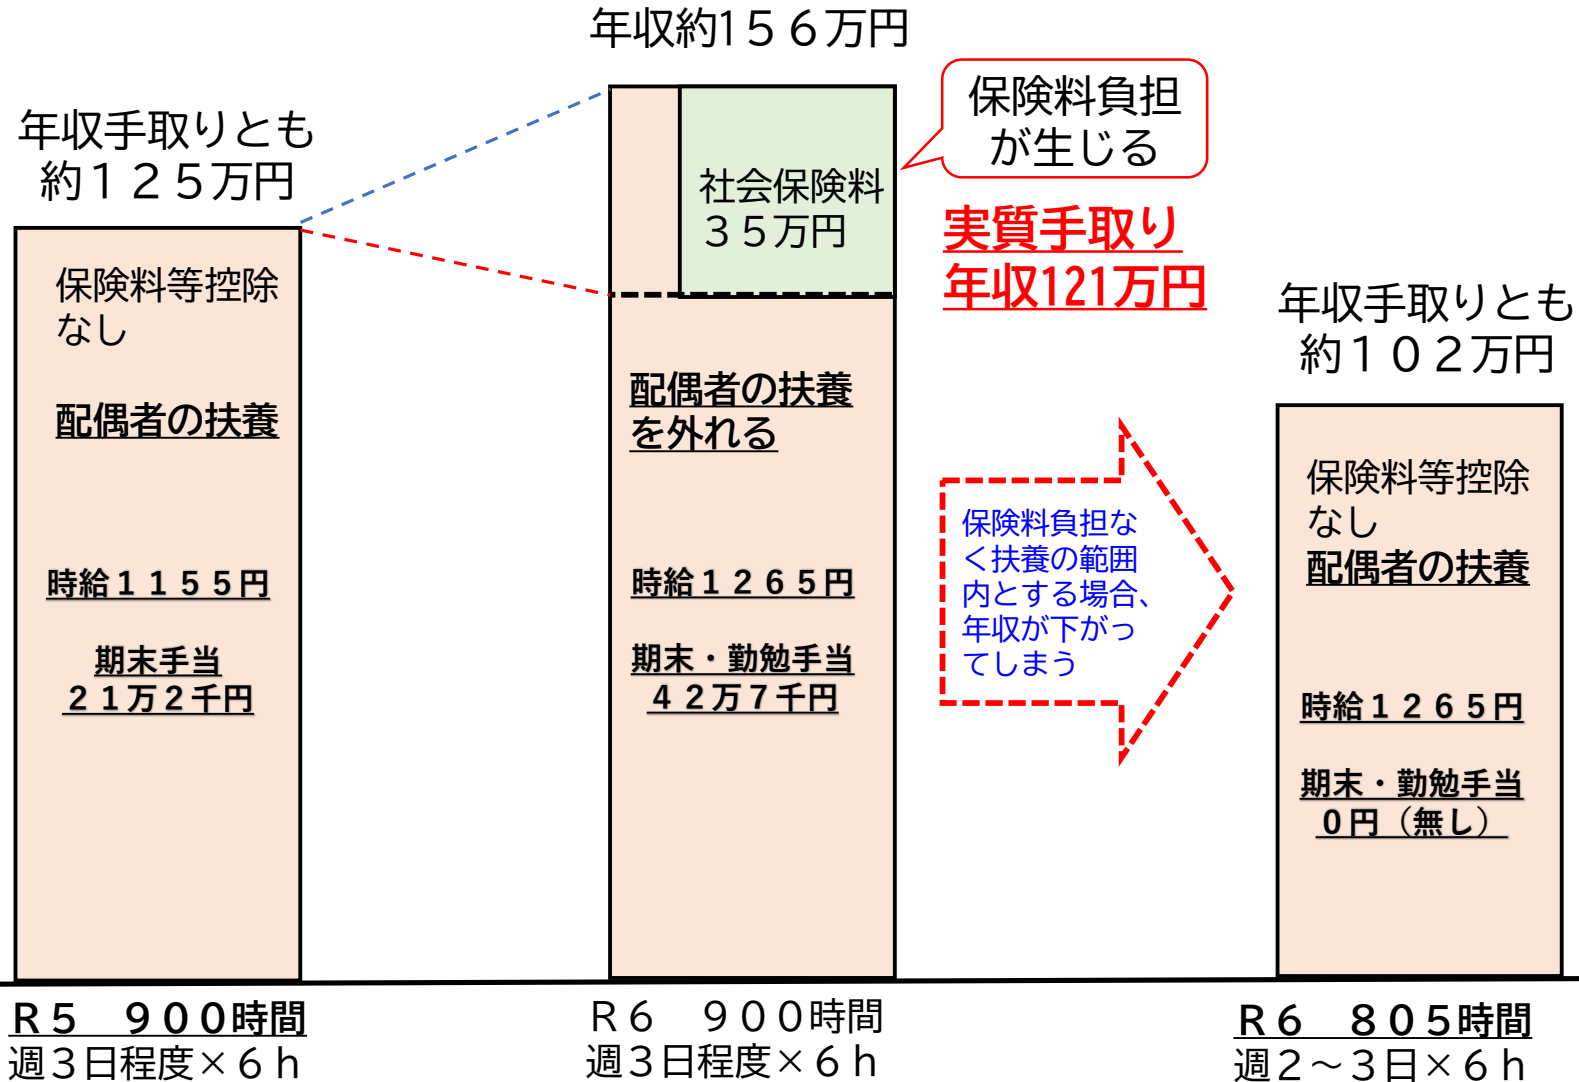 年収手取りとも
約１２５万円
保険料等控除
なし
配偶者の扶養
時給１１５５円
期末手当
２１万２千円
Ｒ５　９００時間
週３日程度×６ｈ
年収約1５６万円
社会保険料
３５万円
保険料負担
が生じる
実質手取り
年収121万円
配偶者の扶養
を外れる
時給１２６５円
期末・勤勉手当
４２万７千円
Ｒ６　９００時間
週３日程度×６ｈ
保険料負担な
く扶養の範囲
内とする場合、
年収が下がっ
てしまう
年収手取りとも
約１０２万円
保険料等控除
なし
配偶者の扶養
時給１２６５円
期末・勤勉手当
０円（無し）
Ｒ６　８０５時間
週２～３日×６ｈ